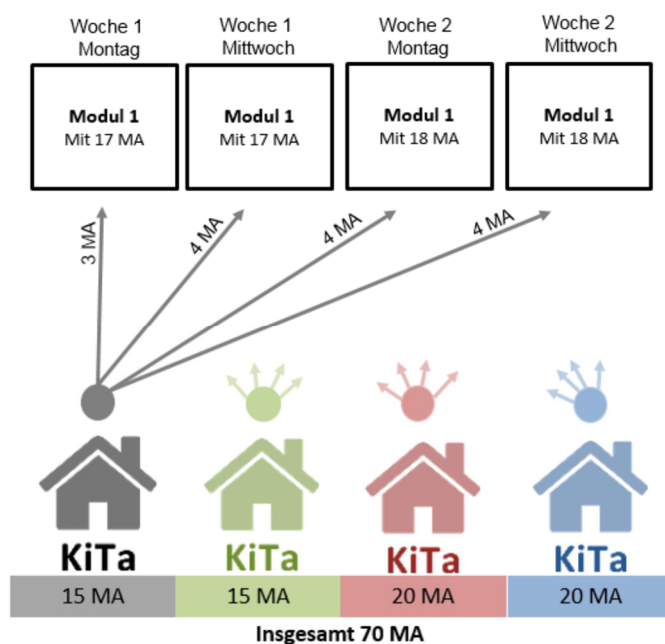 Woche 1
Montag
Woche 1
Mittwoch
Woche 2
Montag
Woche 2
Mittwoch
Modul 1
Mit 17 MA
Modul 1
Mit 17 MA
Modul 1
Mit 18 MA
Modul 1
Mit 18 MA
3 MA
4 MA
4 MA
4 MA
KiTa
KiTa
KiTa
KiTa
15 MA
15 MA
20 MA
20 MA
Insgesamt 70 MA